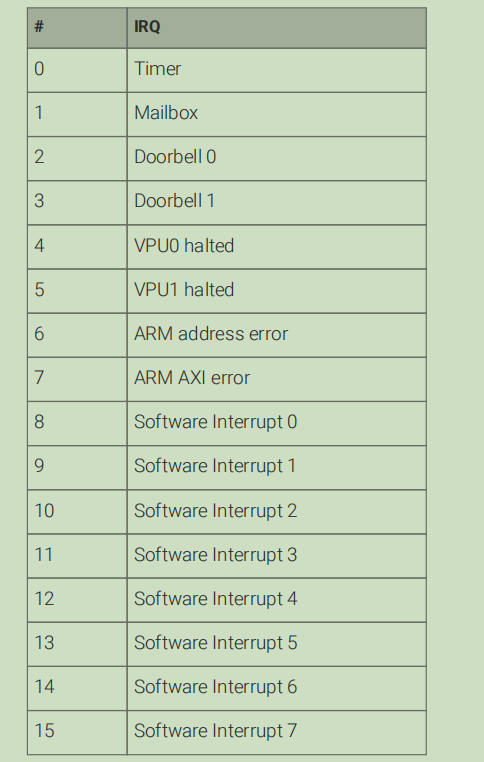 # IRQ
0 Timer
1 Mailbox
2 Doorbell 0
3 Doorbell 1
4 VPU0 halted
5 VPU1 halted
6 ARM address error
7 ARM AXI error
8 Software Interrupt 0
9 Software Interrupt 1
10 Software Interrupt 2
11 Software Interrupt 3
12 Software Interrupt 4
13 Software Interrupt 5
14 Software Interrupt 6
15 Software Interrupt 7